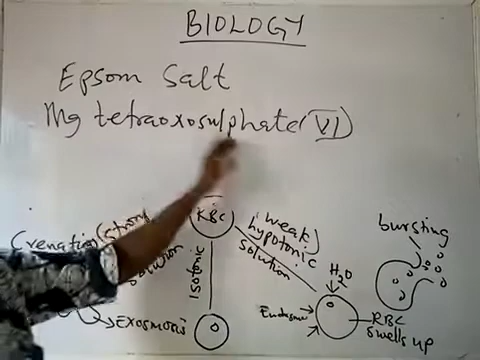 BIOLOGY
Epsom Salt
Mg tetraoxosulphate (VI)
RBC
Crenation (strong
solution
Isotonic
(weak)
hypotonic
solution
H2O
bursting
EXOSMOSIS
RBC
swells up